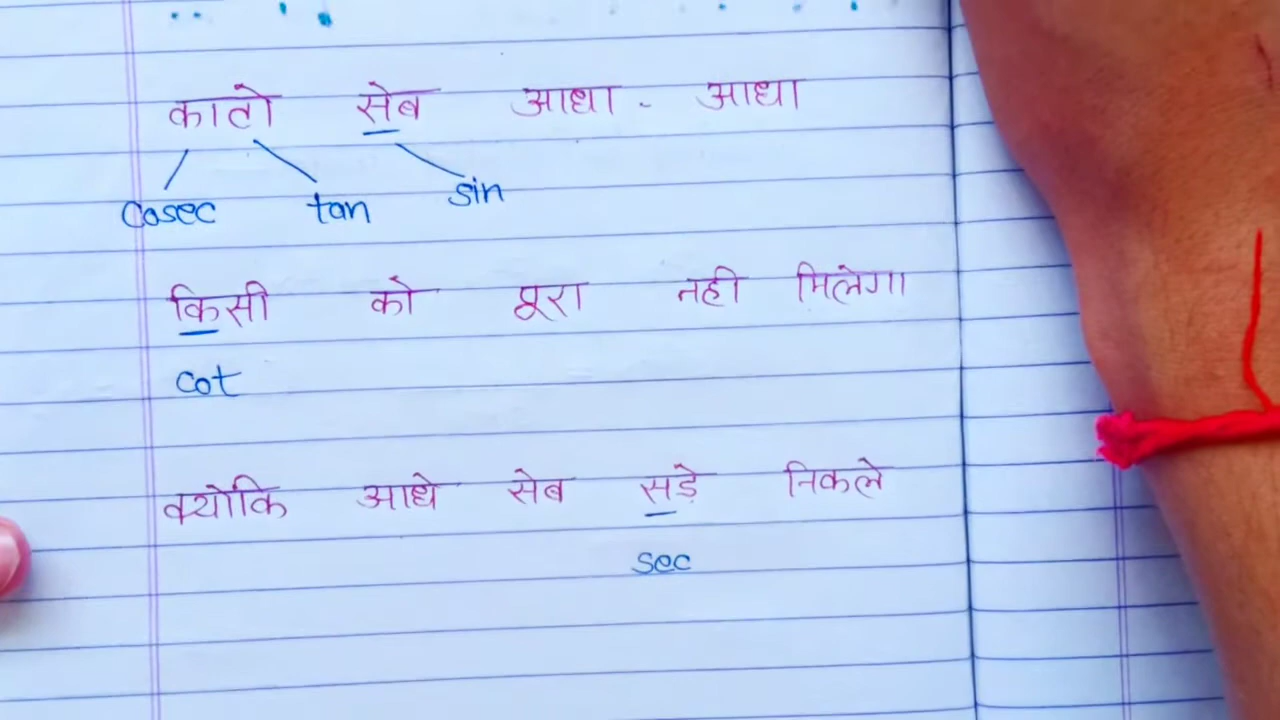 काटो सेब आधा - आधा
cosec tan sin
किसी को पूरा नही मिलेगा
cot
क्योकि आधे सेब सड़े निकले
sec